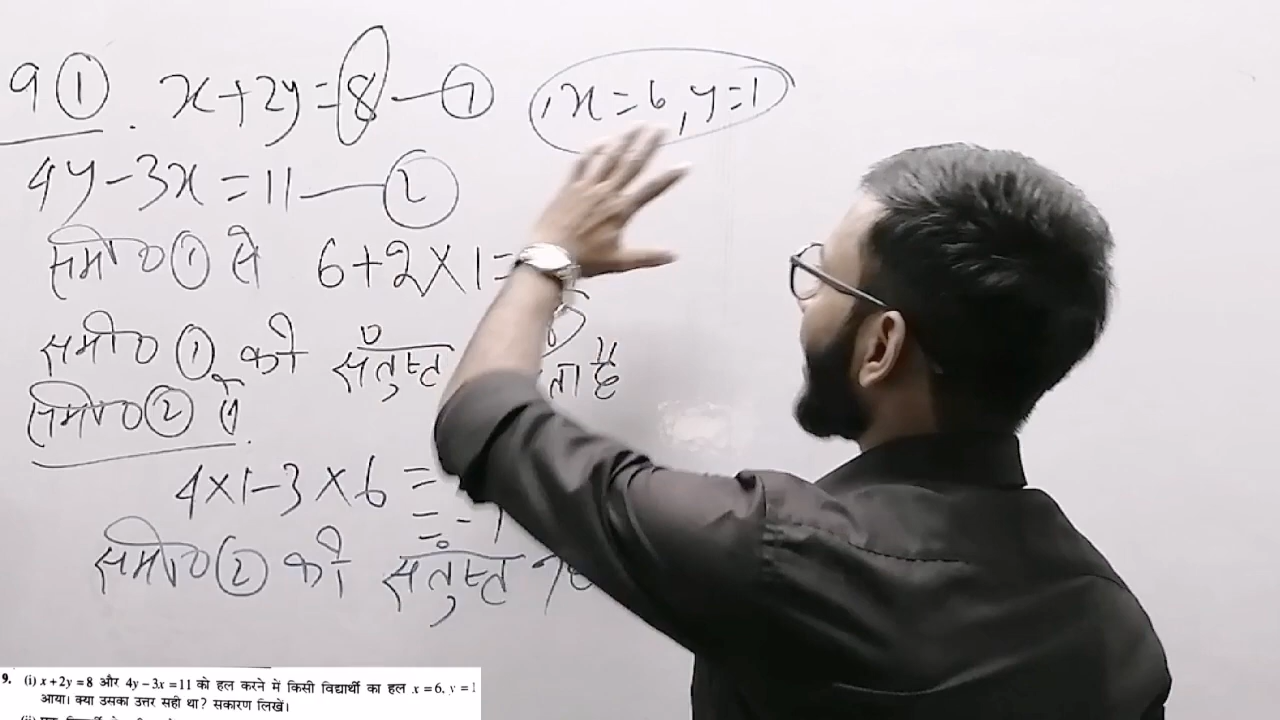 9 ① x+2y=8 — ① , x=6, y=1
4y-3x=11 — ②
समी० ① से 6+2×1=
समी० ① को संतुष्ट ता है
समी० ② से
4×1-3×6 =
= -1
समी० ② को संतुष्ट
9. (i) x + 2y = 8 और 4y – 3x = 11 को हल करने में किसी विद्यार्थी का हल x = 6, y = 1
आया। क्या उसका उत्तर सही था? सकारण लिखें।